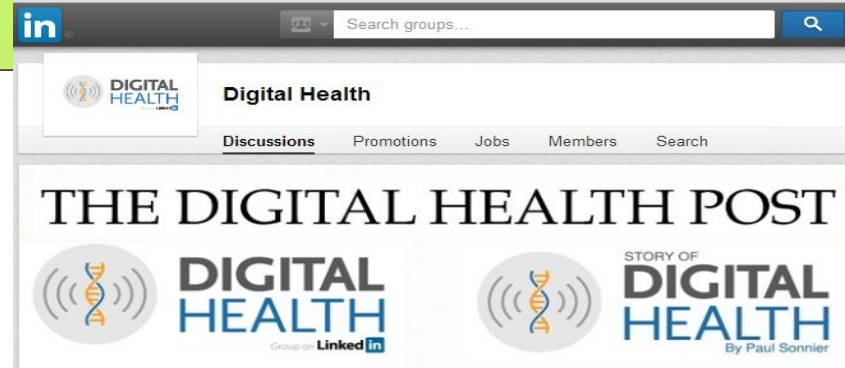 in
Search groups...
DIGITAL
HEALTH
Digital Health
Discussions Promotions Jobs Members Search
THE DIGITAL HEALTH POST
DIGITAL
HEALTH
Group on Linked in
STORY OF
DIGITAL
HEALTH
By Paul Sonnier